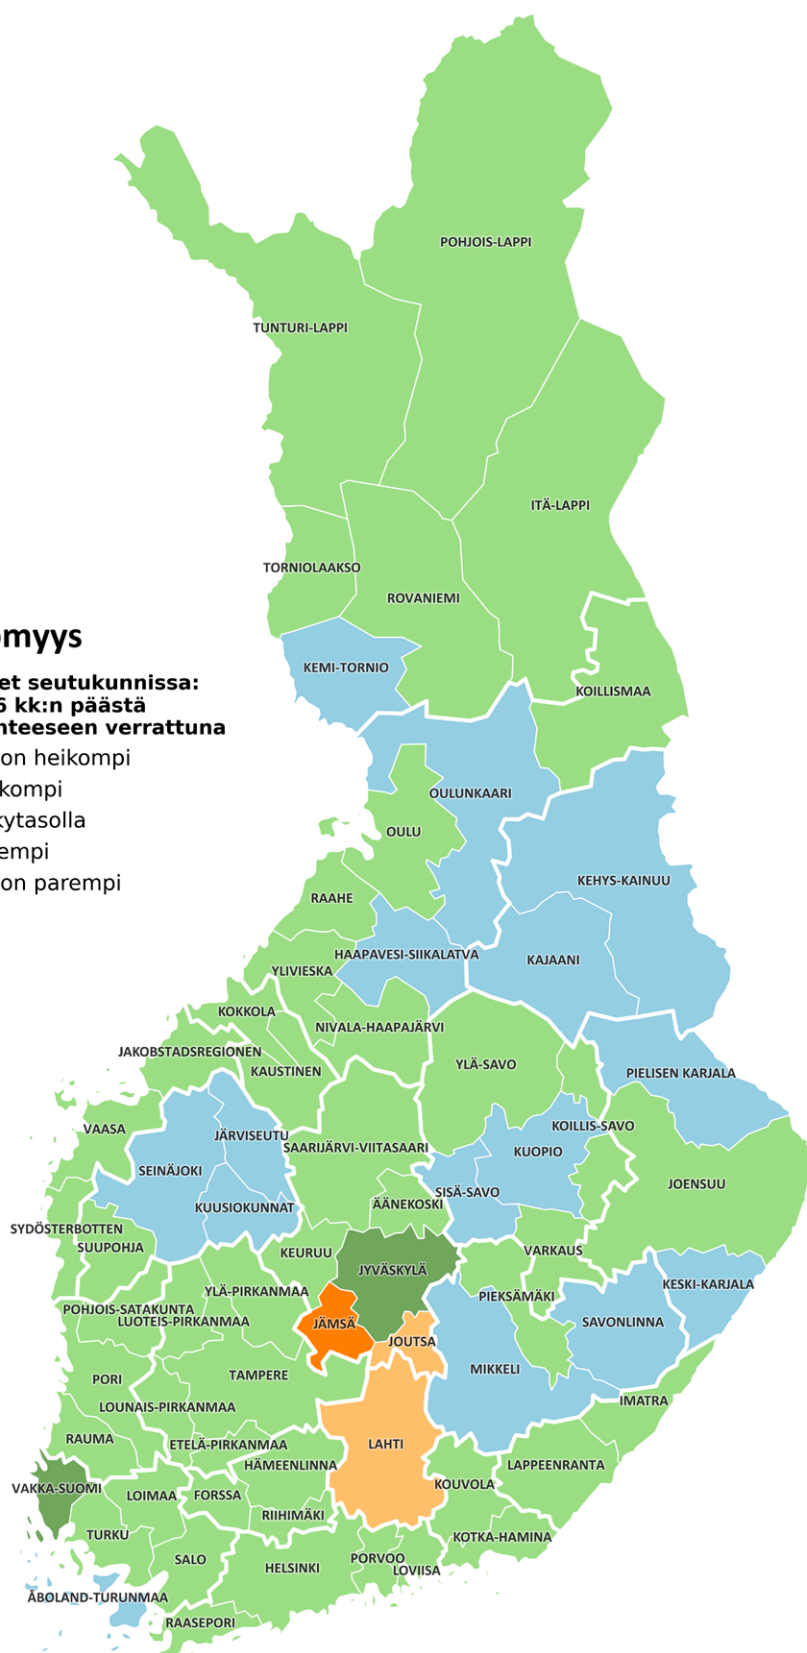 POHJOIS-LAPPI
TUNTURI-LAPPI
ITÄ-LAPPI
TORNIOLAAKSO
ROVANIEMI
omyys
KEMI-TORNIO
et seutukunnissa:
KOILLISMAA
6 kk:n päästä
nteeseen verrattuna
on heikompi
kompi
OULUNKAARI
kytasolla
OULU
empi
on parempi
KEHYS-KAINUU
RAAHE
HAAPAVESI-SIIKALATVA
KAJAANI
YLIVIESKA
KOKKOLA
NIVALA-HAAPAJÄRVI
JAKOBSTADSREGIONEN
YLÄ-SAVO
KAUSTINEN
PIELISEN KARJALA
VAASA
KOILLIS-SAVO
JÄRVISEUTU
SAARIJÄRVI-VIITASAARI
KUOPIO
SEINÄJOKI
JOENSUU
SISÄ-SAVO
ÄÄNEKOSKI
KUUSIOKUNNAT
SYDÖSTERBOTTEN
SUUPOHJA
KEURUU
VARKAUS
JYVÄSKYLÄ
KESKI-KARJALA
YLÄ-PIRKANMAA
PIEKSÄMÄKI
POHJOIS-SATAKUNTA
LUOTEIS-PIRKANMAA
JÄMSÄ
SAVONLINNA
JOUTSA
MIKKELI
TAMPERE
PORI
IMATRA
LOUNAIS-PIRKANMAA
RAUMA
ETELÄ-PIRKANMAA
LAHTI
HÄMEENLINNA
LAPPEENRANTA
KOUVOLA
VAKKA-SUOMI
LOIMAA
FORSSA
RIIHIMÄKI
TURKU
KOTKA-HAMINA
SALO
PORVOO
HELSINKI
LOVIISA
ÅBOLAND-TURUNMAA
RAASEPORI